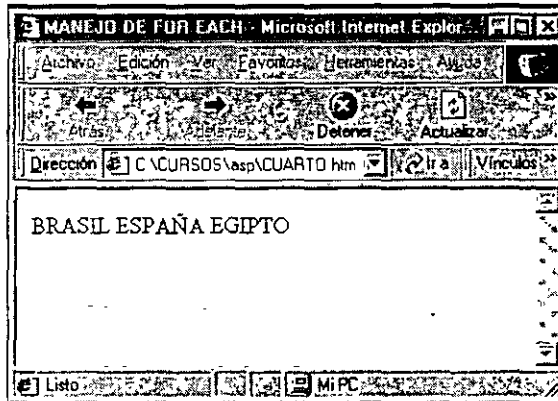 MANEJO DE FOR EACH - Microsoft Internet Explor...
Archivo Edición Ver Favoritos Herramientas Ayuda
Atrás Adelante Detener Actualizar
Dirección C:\CURSOS\asp\CUARTO htm Ir a Vínculos
BRASIL ESPAÑA EGIPTO
Listo Mi PC